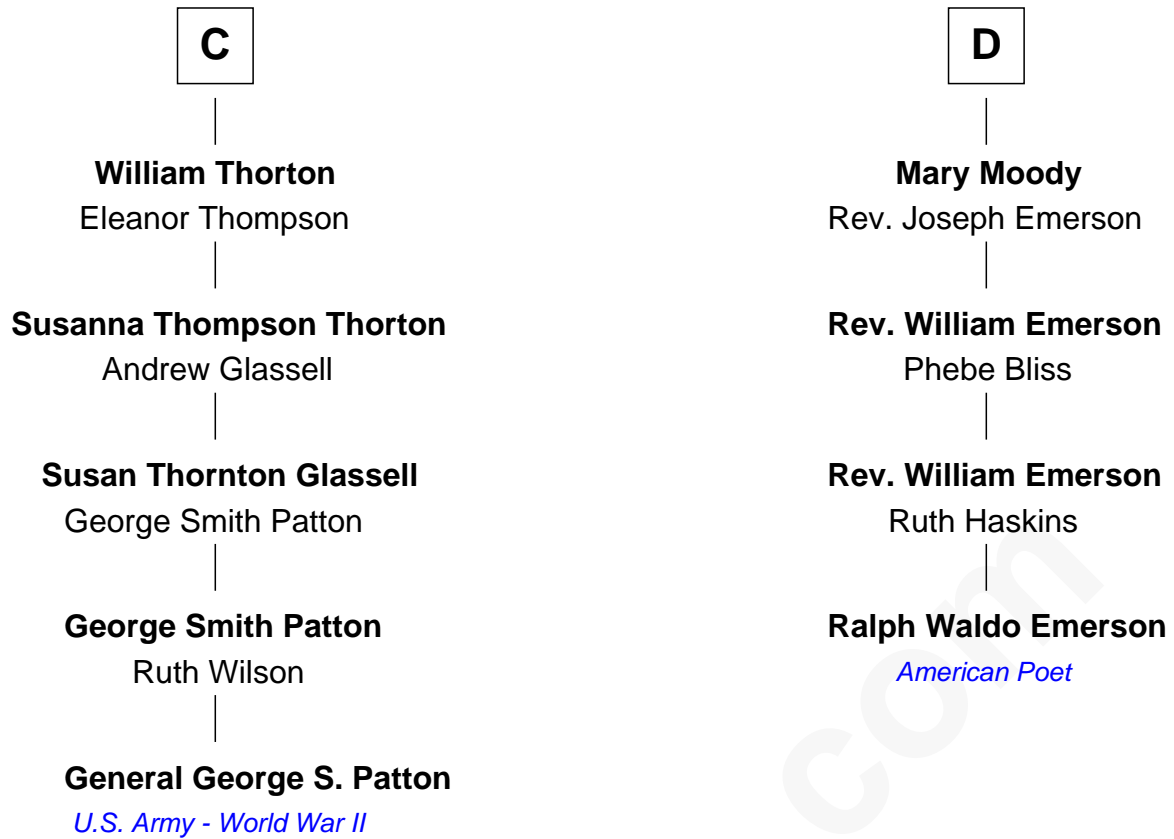 C
William Thorton
Eleanor Thompson
Susanna Thompson Thorton
Andrew Glassell
Susan Thornton Glassell
George Smith Patton
George Smith Patton
Ruth Wilson
General George S. Patton
U.S. Army - World War II
D
Mary Moody
Rev. Joseph Emerson
Rev. William Emerson
Phebe Bliss
Rev. William Emerson
Ruth Haskins
Ralph Waldo Emerson
American Poet
com